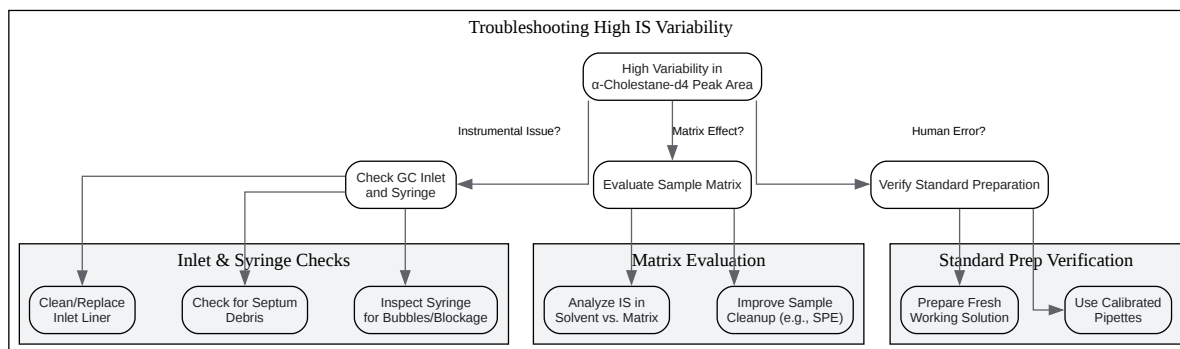 Troubleshooting High IS Variability
High Variability in
α-Cholestane-d4 Peak Area
Instrumental Issue?
Matrix Effect?
Human Error?
Check GC Inlet
and Syringe
Evaluate Sample Matrix
Verify Standard Preparation
Inlet & Syringe Checks
Clean/Replace
Inlet Liner
Check for Septum
Debris
Inspect Syringe
for Bubbles/Blockage
Matrix Evaluation
Analyze IS in
Solvent vs. Matrix
Improve Sample
Cleanup (e.g., SPE)
Standard Prep Verification
Prepare Fresh
Working Solution
Use Calibrated
Pipettes